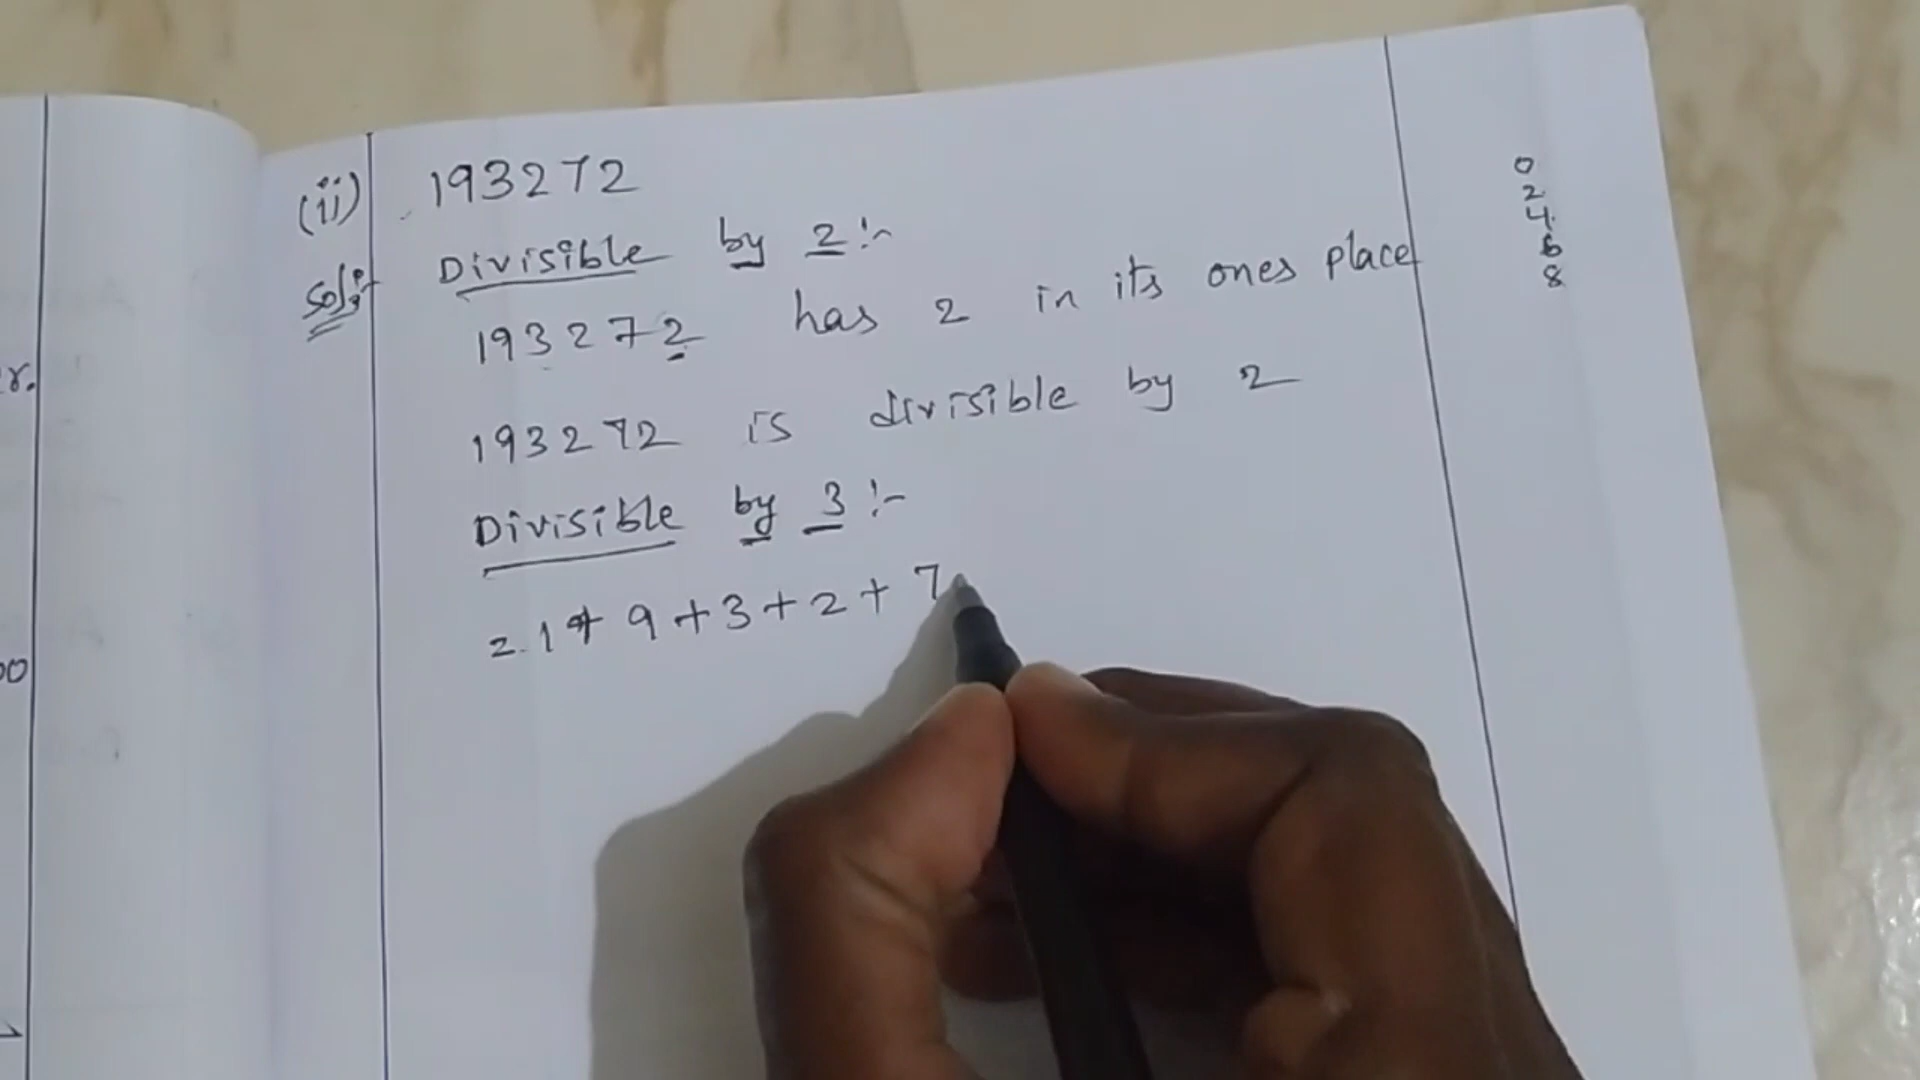 (ii) 193272
Sol:- Divisible by 2:-
193272 has 2 in its ones place
193272 is divisible by 2
Divisible by 3:-
= 1 + 9 + 3 + 2 + 7
0
2
4
6
8
r.
00